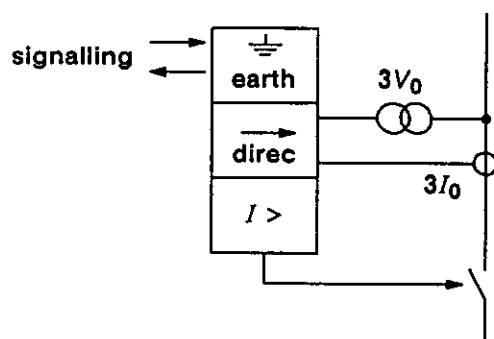 signalling
earth
3V₀
direc
3I₀
I >